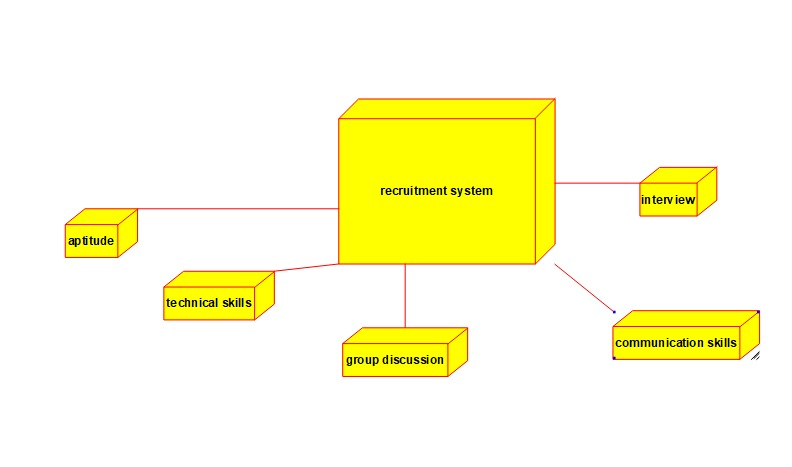 recruitment system
interview
aptitude
technical skills
communication skills
group discussion